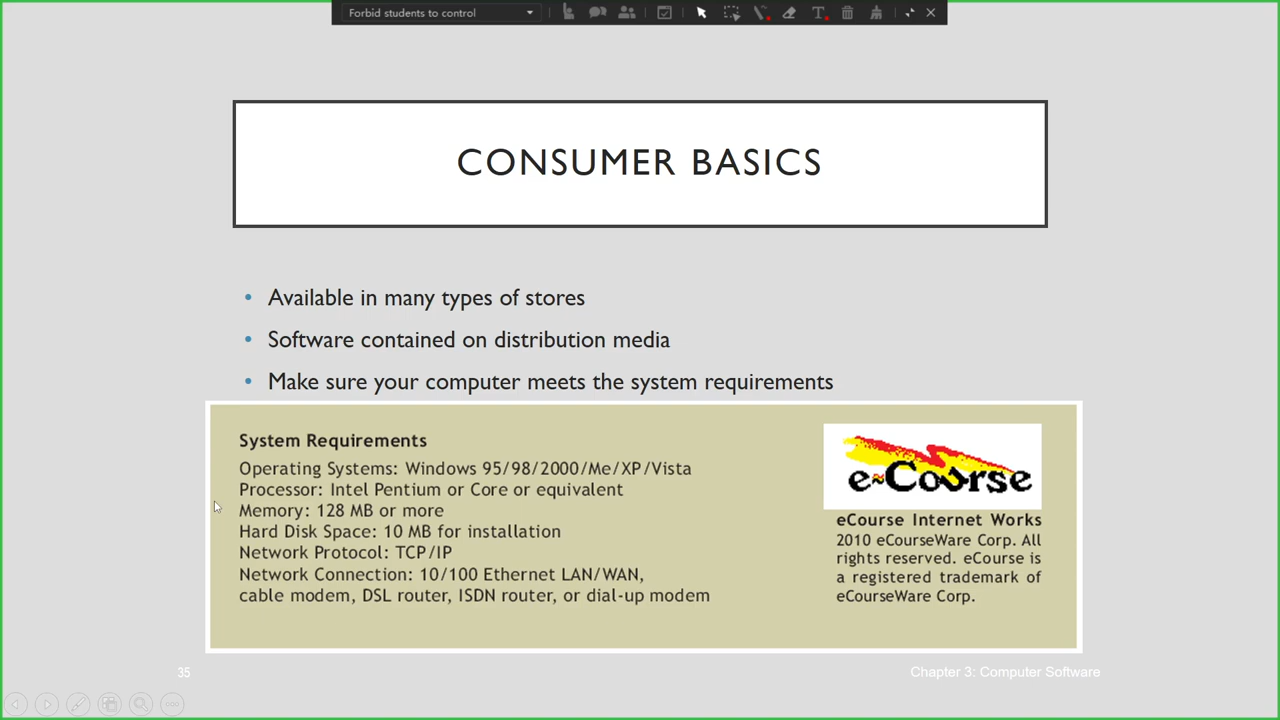 Forbid students to control
CONSUMER BASICS
• Available in many types of stores
• Software contained on distribution media
• Make sure your computer meets the system requirements
System Requirements
Operating Systems: Windows 95/98/2000/Me/XP/Vista
Processor: Intel Pentium or Core or equivalent
Memory: 128 MB or more
Hard Disk Space: 10 MB for installation
Network Protocol: TCP/IP
Network Connection: 10/100 Ethernet LAN/WAN,
cable modem, DSL router, ISDN router, or dial-up modem
e~Course
eCourse Internet Works
2010 eCourseWare Corp. All
rights reserved. eCourse is
a registered trademark of
eCourseWare Corp.
35
Chapter 3: Computer Software